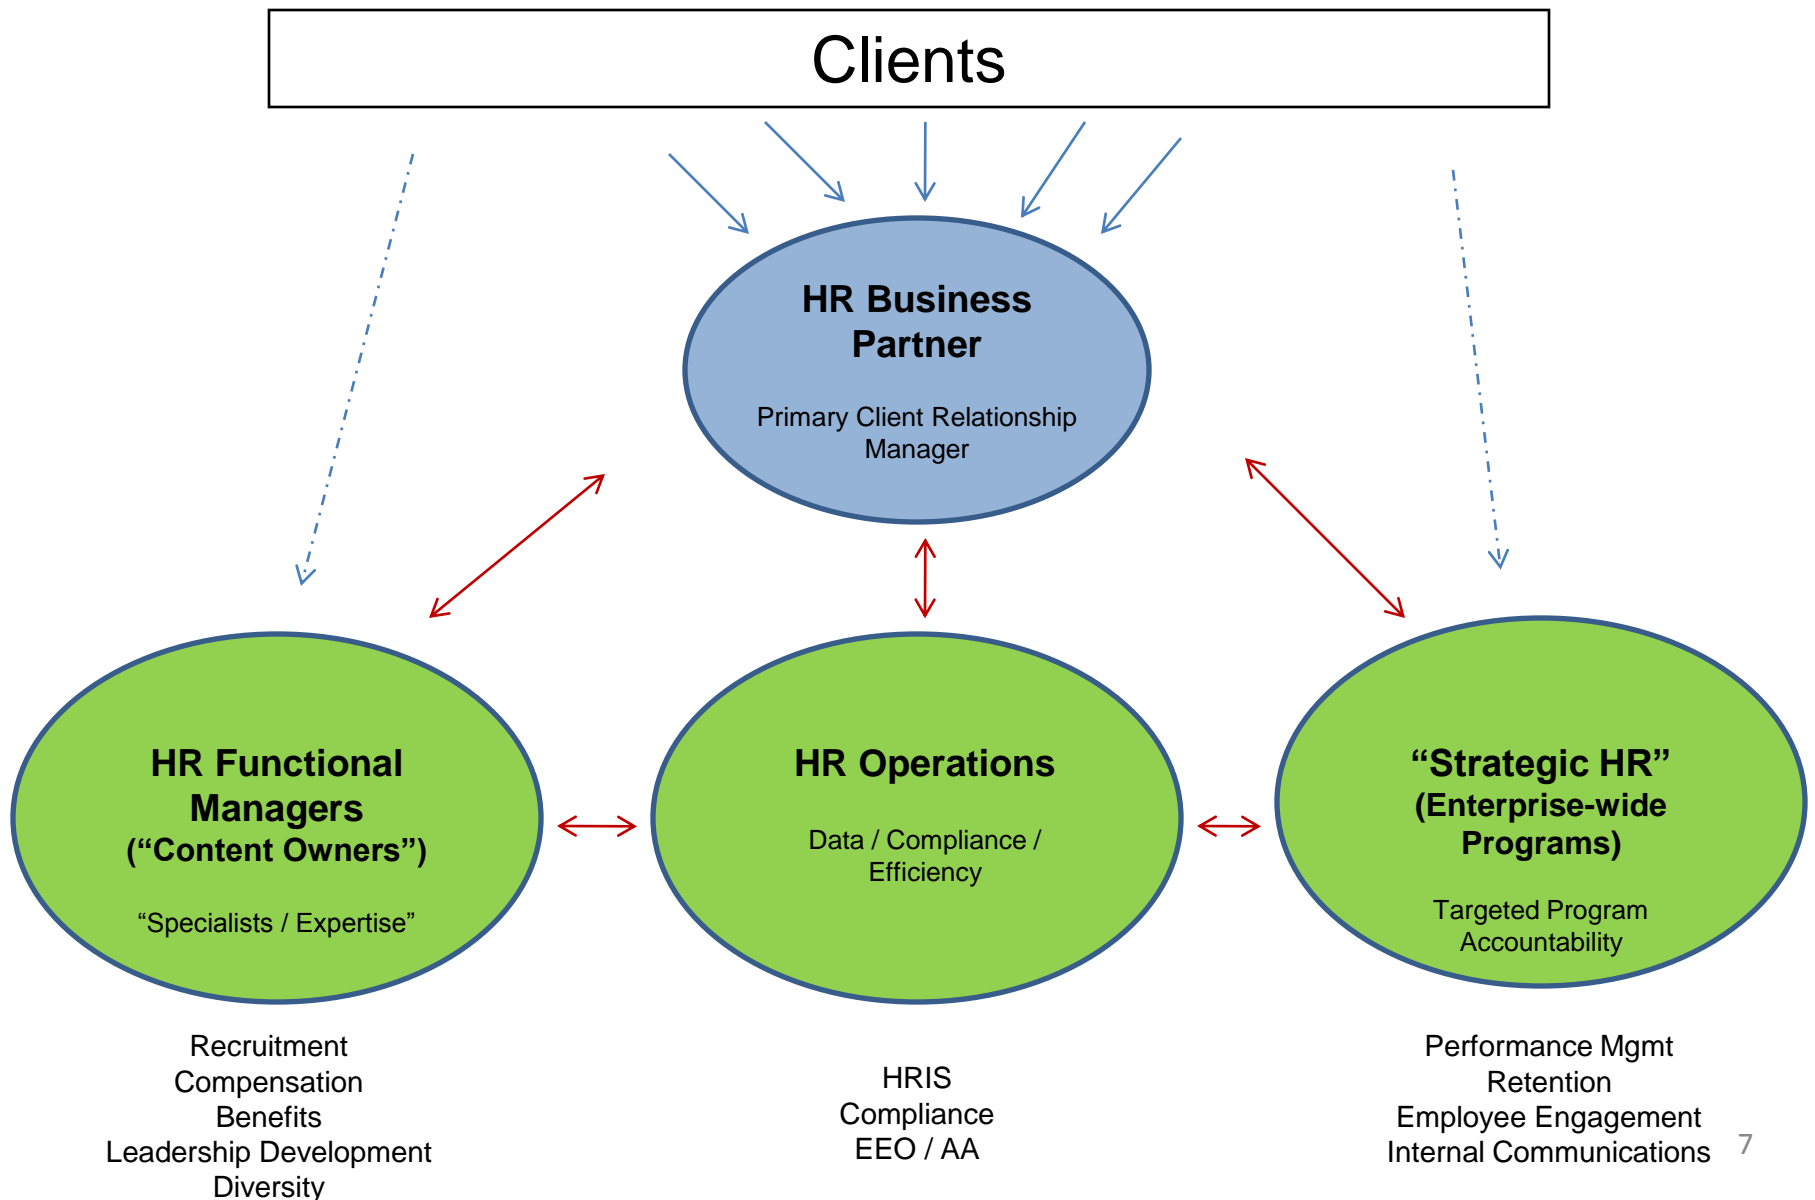 Clients
HR Business
Partner
Primary Client Relationship
Manager
HR Functional
Managers
(“Content Owners”)
“Specialists / Expertise”
HR Operations
Data / Compliance /
Efficiency
“Strategic HR”
(Enterprise-wide
Programs)
Targeted Program
Accountability
Recruitment
Compensation
Benefits
Leadership Development
Diversity
HRIS
Compliance
EEO / AA
Performance Mgmt
Retention
Employee Engagement
Internal Communications
7